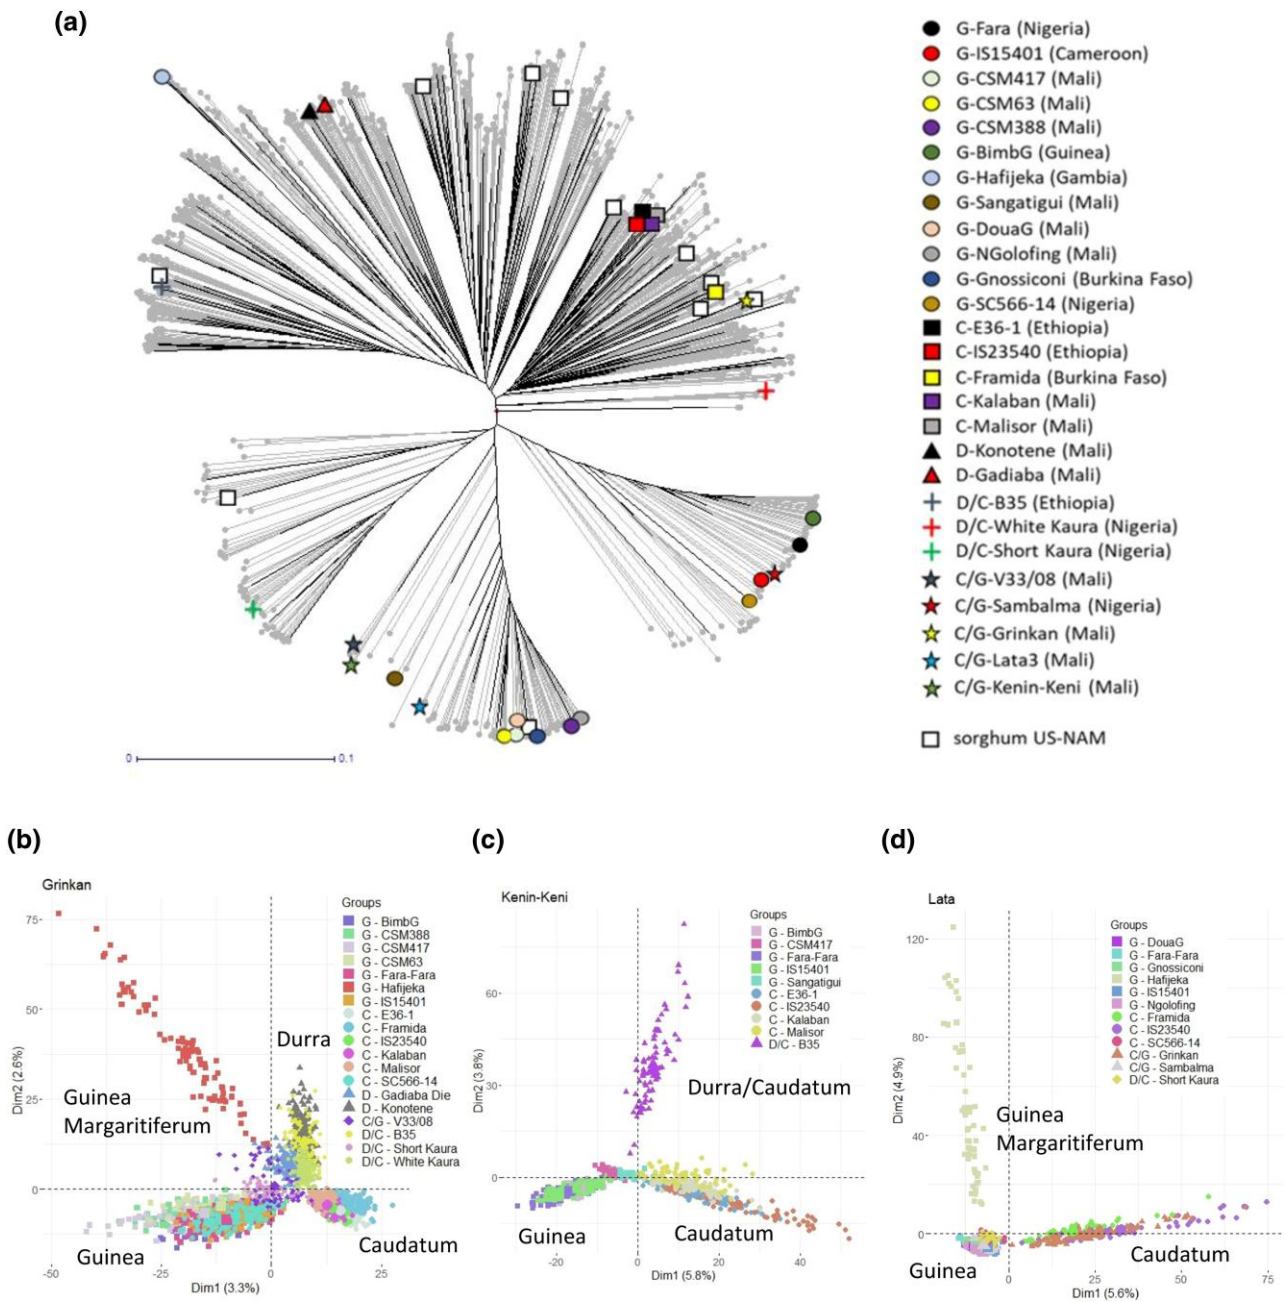 (a)
G-Fara (Nigeria)
G-IS15401 (Cameroon)
G-CSM417 (Mali)
G-CSM63 (Mali)
G-CSM388 (Mali)
G-BimbG (Guinea)
G-Hafijeka (Gambia)
G-Sangatigui (Mali)
G-DouaG (Mali)
G-NGolofing (Mali)
G-Gnossiconi (Burkina Faso)
G-SC566-14 (Nigeria)
C-E36-1 (Ethiopia)
C-IS23540 (Ethiopia)
C-Framida (Burkina Faso)
C-Kalaban (Mali)
C-Malisor (Mali)
D-Konotene (Mali)
D-Gadiaba (Mali)
D/C-B35 (Ethiopia)
D/C-White Kaura (Nigeria)
D/C-Short Kaura (Nigeria)
C/G-V33/08 (Mali)
C/G-Sambalma (Nigeria)
C/G-Grinkan (Mali)
C/G-Lata3 (Mali)
C/G-Kenin-Keni (Mali)
sorghum US-NAM
0 0.1
(b)
Grinkan
Groups
G - BimbG
G - CSM388
G - CSM417
G - CSM63
G - Fara-Fara
G - Hafijeka
G - IS15401
C - E36-1
C - Framida
C - IS23540
C - Kalaban
C - Malisor
C - SC566-14
D - Gadiaba Die
D - Konotene
C/G - V33/08
D/C - B35
D/C - Short Kaura
D/C - White Kaura
Durra
Guinea
Margaritiferum
Guinea
Caudatum
75
50
25
0
Dim2 (2.6%)
-50 -25 0 25
Dim1 (3.3%)
(c)
Kenin-Keni
Groups
G - BimbG
G - CSM417
G - Fara-Fara
G - IS15401
G - Sangatigui
C - E36-1
C - IS23540
C - Kalaban
C - Malisor
D/C - B35
Durra/Caudatum
Guinea
Caudatum
60
30
0
Dim2 (3.8%)
-20 0 20 40
Dim1 (5.8%)
(d)
Lata
Groups
G - DouaG
G - Fara-Fara
G - Gnossiconi
G - Hafijeka
G - IS15401
G - Ngolofing
C - Framida
C - IS23540
C - SC566-14
C/G - Grinkan
C/G - Sambalma
D/C - Short Kaura
Guinea
Margaritiferum
Guinea
Caudatum
120
80
40
0
Dim2 (4.9%)
0 25 50 75
Dim1 (5.6%)